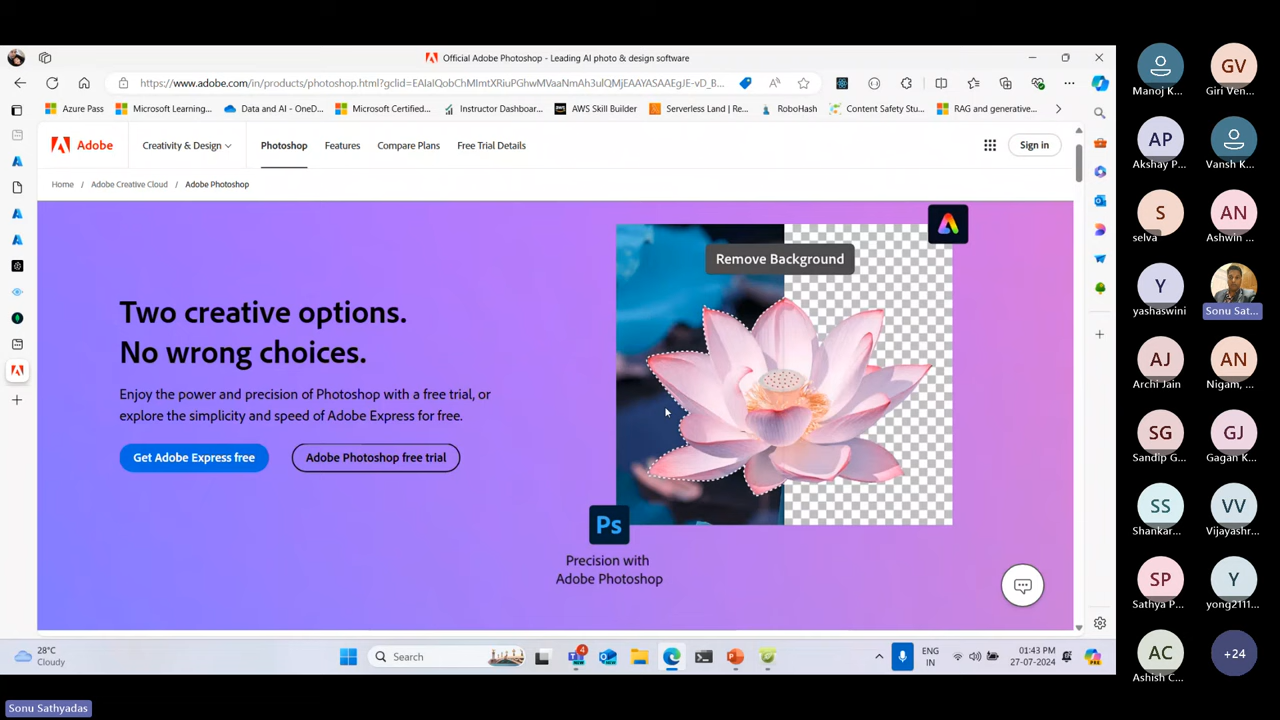 Official Adobe Photoshop - Leading AI photo & design software
https://www.adobe.com/in/products/photoshop.html?gclid=EAIaIQobChMImtXRiuPGhwMVaaNmAh3ulQMjEAAYASAAEgJE-vD_B...
Azure Pass
Microsoft Learning...
Data and AI - OneD...
Microsoft Certified...
Instructor Dashboar...
AWS Skill Builder
Serverless Land | Re...
RoboHash
Content Safety Stu...
RAG and generative...
Adobe
Creativity & Design
Photoshop
Features
Compare Plans
Free Trial Details
Sign in
Home / Adobe Creative Cloud / Adobe Photoshop
Remove Background
Two creative options.
No wrong choices.
Enjoy the power and precision of Photoshop with a free trial, or
explore the simplicity and speed of Adobe Express for free.
Get Adobe Express free
Adobe Photoshop free trial
Ps
Precision with
Adobe Photoshop
28°C
Cloudy
Search
4
ENG
IN
01:43 PM
27-07-2024
Sonu Sathyadas
Manoj K...
GV
Giri Ven...
AP
Akshay P...
Vansh K...
S
selva
AN
Ashwin ...
Y
yashaswini
Sonu Sat...
AJ
Archi Jain
AN
Nigam, ...
SG
Sandip G...
GJ
Gagan K...
SS
Shankar...
VV
Vijayashr...
SP
Sathya P...
Y
yong2111...
AC
Ashish C...
+24